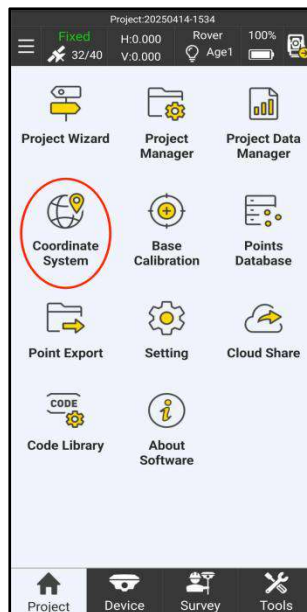 Project:20250414-1534
Fixed H:0.000 Rover 100%
32/40 V:0.000 Age1
Project Wizard Project Manager Project Data Manager
Coordinate System Base Calibration Points Database
Point Export Setting Cloud Share
CODE
Code Library About Software
Project Device Survey Tools